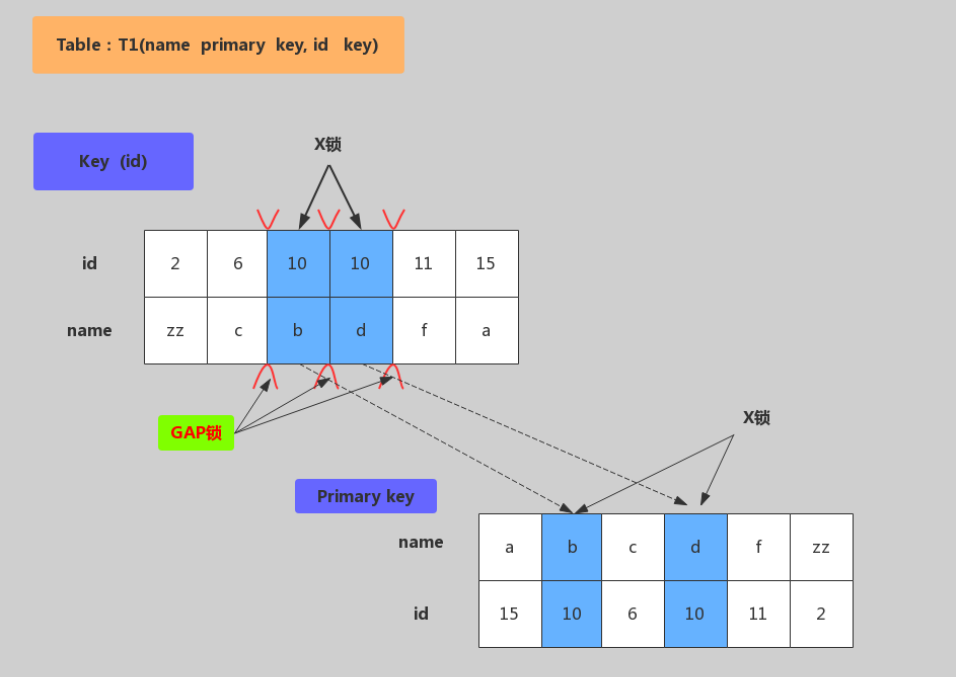 Table : T1(name primary key, id key)
X锁
Key (id)
id 2 6 10 10 11 15
name zz c b d f a
GAP锁
X锁
Primary key
name a b c d f zz
id 15 10 6 10 11 2